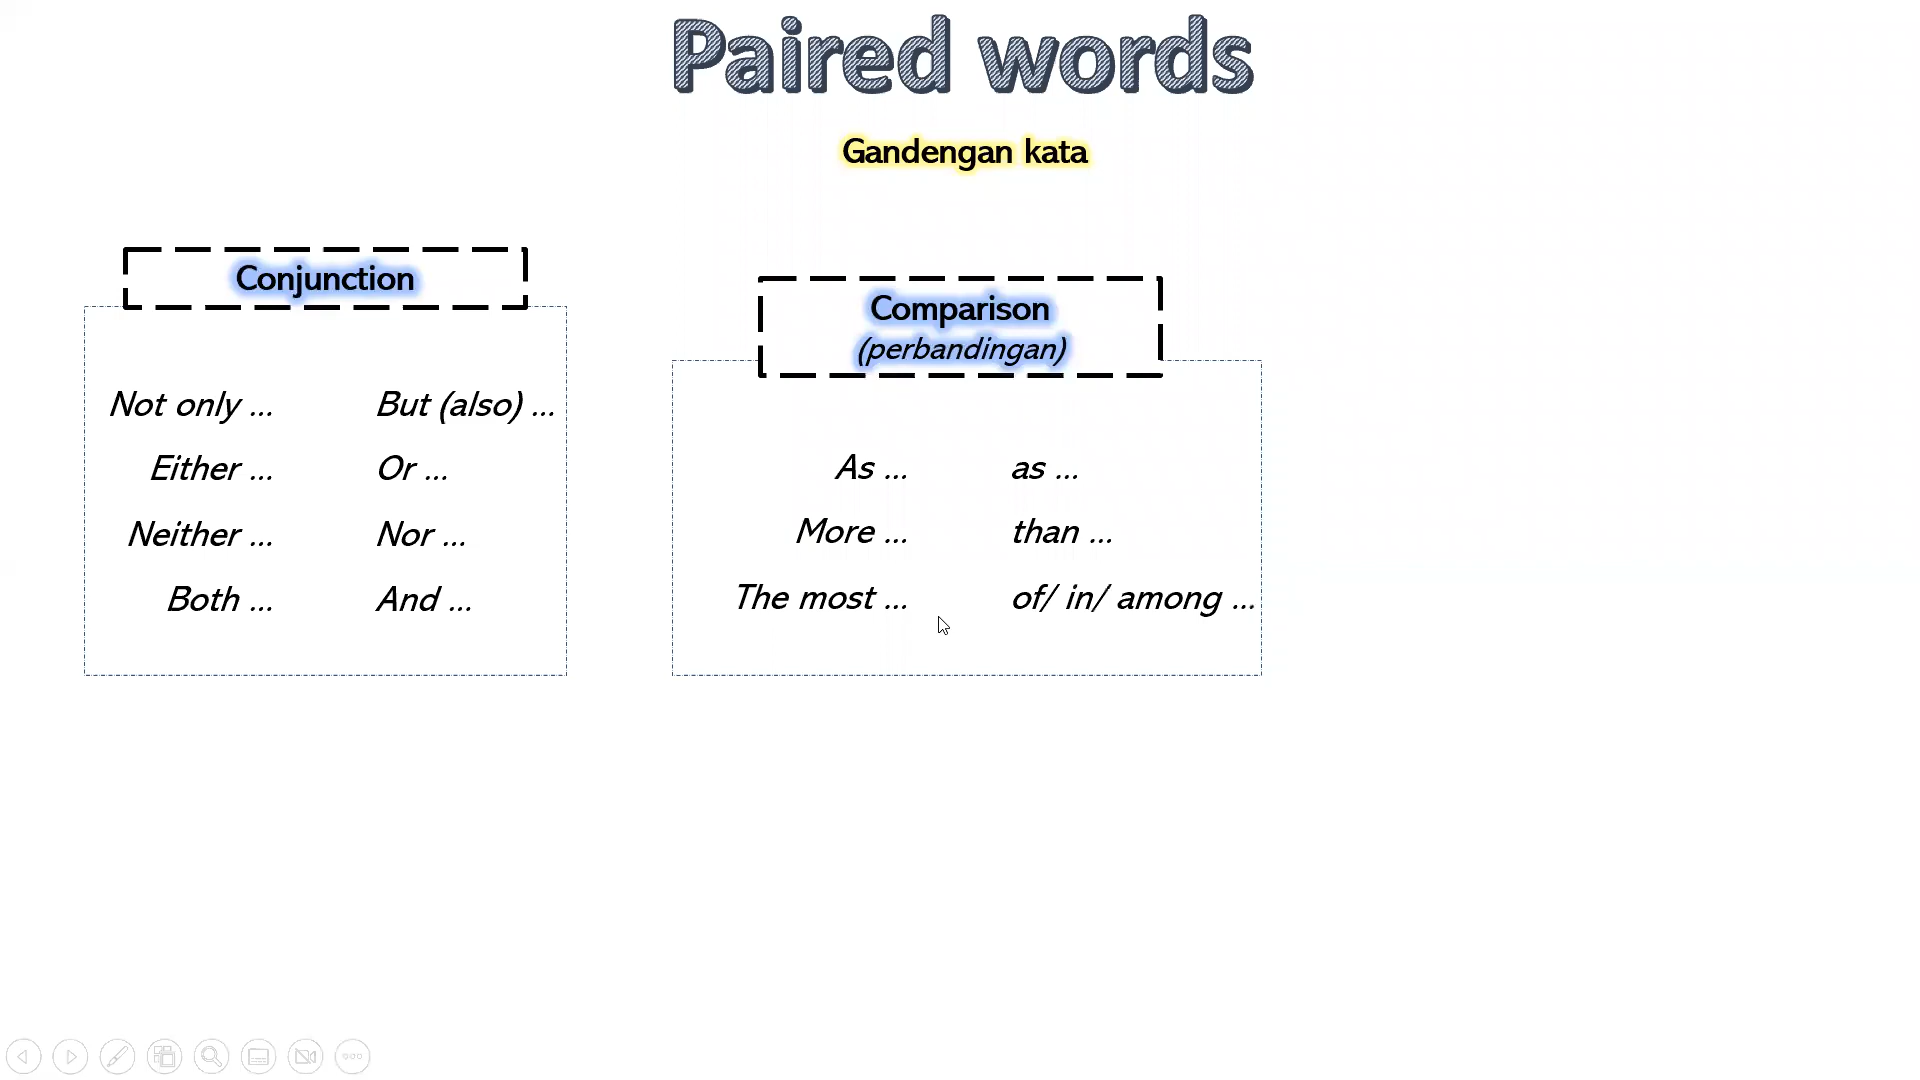 Paired words
Gandengan kata
Conjunction
Not only ... But (also) ...
Either ... Or ...
Neither ... Nor ...
Both ... And ...
Comparison
(perbandingan)
As ... as ...
More ... than ...
The most ... of/ in/ among ...